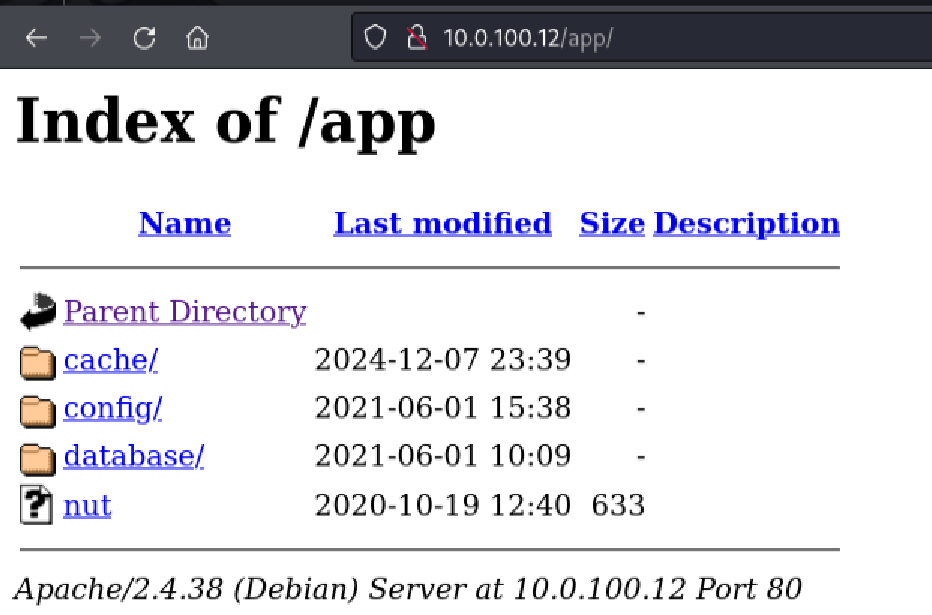 10.0.100.12/app/
Index of /app
Name Last modified Size Description
Parent Directory -
cache/ 2024-12-07 23:39 -
config/ 2021-06-01 15:38 -
database/ 2021-06-01 10:09 -
nut 2020-10-19 12:40 633
Apache/2.4.38 (Debian) Server at 10.0.100.12 Port 80